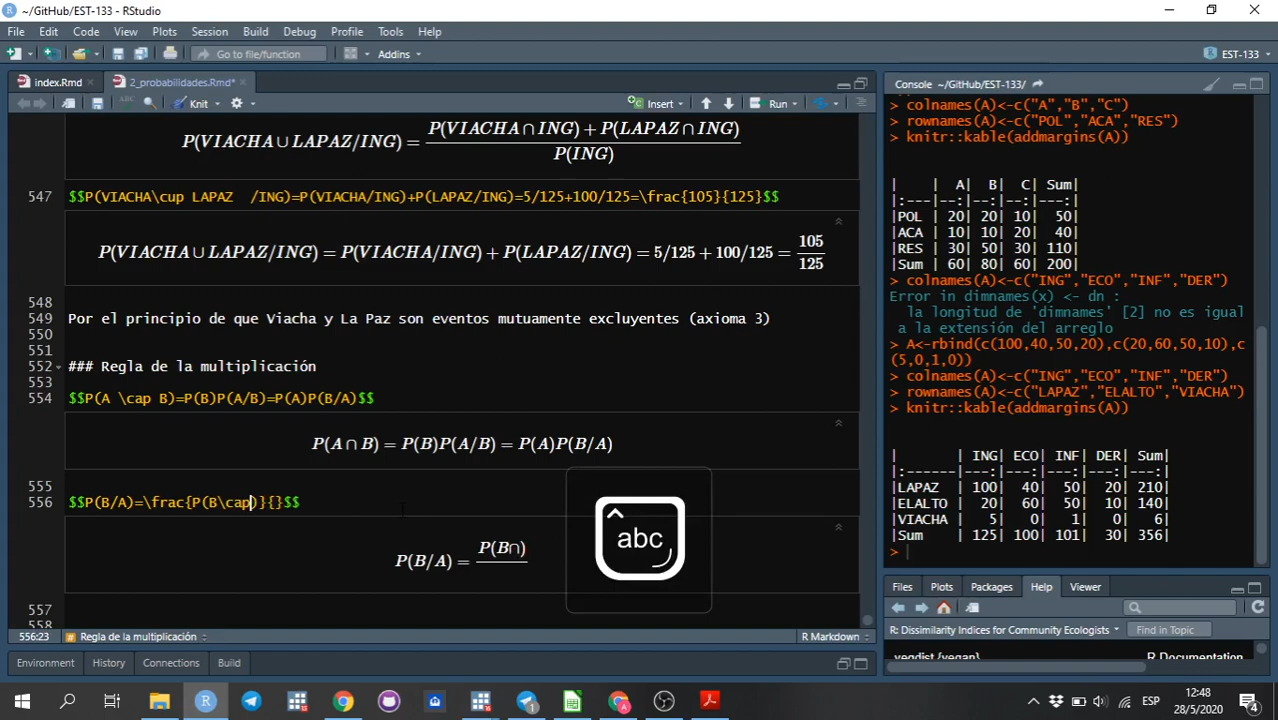 ~/GitHub/EST-133 - RStudio
File Edit Code View Plots Session Build Debug Profile Tools Help
Go to file/function Addins EST-133
index.Rmd 2_probabilidades.Rmd*
ABC Knit Insert Run
P(VIACHA∪LAPAZ/ING) = P(VIACHA∩ING) + P(LAPAZ∩ING)
P(ING)
547 $$P(VIACHA\cup LAPAZ /ING)=P(VIACHA/ING)+P(LAPAZ/ING)=5/125+100/125=\frac{105}{125}$$
P(VIACHA∪LAPAZ/ING) = P(VIACHA/ING) + P(LAPAZ/ING) = 5/125 + 100/125 = 105
125
548
549 Por el principio de que Viacha y La Paz son eventos mutuamente excluyentes (axioma 3)
550
551
552 ### Regla de la multiplicación
553
554 $$P(A \cap B)=P(B)P(A/B)=P(A)P(B/A)$$
P(A∩B) = P(B)P(A/B) = P(A)P(B/A)
555
556 $$P(B/A)=\frac{P(B\cap)}{}$$
P(B/A) = P(B∩)
557
558
abc
556:23 # Regla de la multiplicación R Markdown
Environment History Connections Build
Console ~/GitHub/EST-133/
> colnames(A)<-c("A","B","C")
> rownames(A)<-c("POL","ACA","RES")
> knitr::kable(addmargins(A))
| | A| B| C| Sum|
|:---|--:|--:|--:|---:|
|POL | 20| 20| 10| 50|
|ACA | 10| 10| 20| 40|
|RES | 30| 50| 30| 110|
|Sum | 60| 80| 60| 200|
> colnames(A)<-c("ING","ECO","INF","DER")
Error in dimnames(x) <- dn :
la longitud de 'dimnames' [2] no es igual
a la extensión del arreglo
> A<-rbind(c(100,40,50,20),c(20,60,50,10),c
(5,0,1,0))
> colnames(A)<-c("ING","ECO","INF","DER")
> rownames(A)<-c("LAPAZ","ELALTO","VIACHA")
> knitr::kable(addmargins(A))
| | ING| ECO| INF| DER| Sum|
|:------|---:|---:|---:|---:|---:|
|LAPAZ | 100| 40| 50| 20| 210|
|ELALTO | 20| 60| 50| 10| 140|
|VIACHA | 5| 0| 1| 0| 6|
|Sum | 125| 100| 101| 30| 356|
>
Files Plots Packages Help Viewer
R: Dissimilarity Indices for Community Ecologists Find in Topic
vegdist {vegan} R Documentation
ESP 12:48
28/5/2020 4